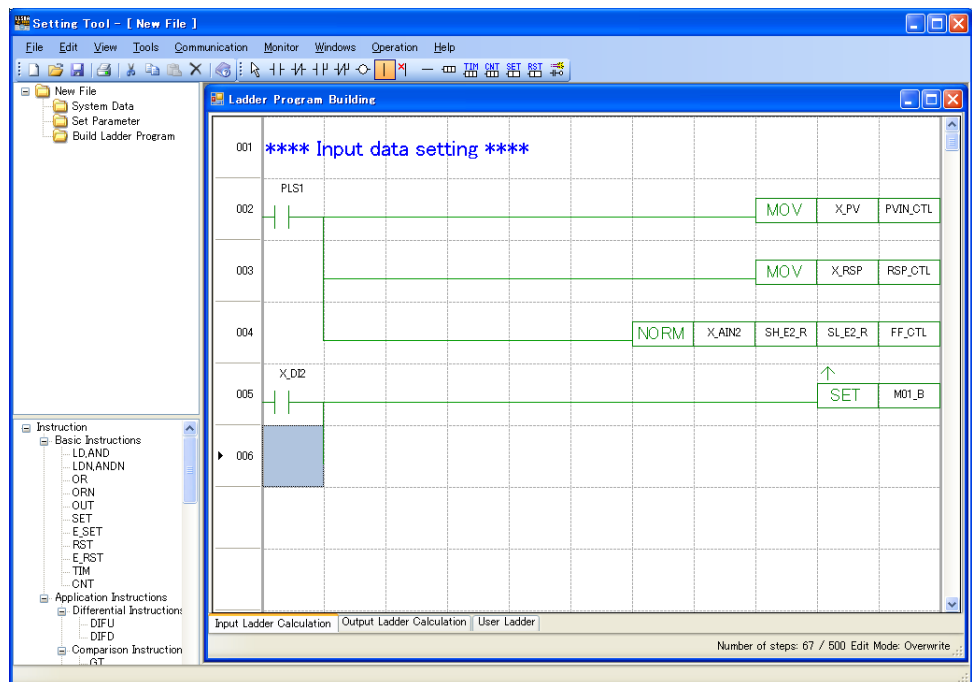 Setting Tool - [ New File ]
File Edit View Tools Communication Monitor Windows Operation Help
TIM CNT SET RST
New File
System Data
Set Parameter
Build Ladder Program
Instruction
Basic Instructions
LD,AND
LDN,ANDN
OR
ORN
OUT
SET
E_SET
RST
E_RST
TIM
CNT
Application Instructions
Differential Instructions
DIFU
DIFD
Comparison Instruction
GT
Ladder Program Building
001 **** Input data setting ****
PLS1
002 MOV X_PV PVIN_CTL
003 MOV X_RSP RSP_CTL
004 NORM X_AIN2 SH_E2_R SL_E2_R FF_CTL
X_DI2
005 SET M01_B
006
Input Ladder Calculation Output Ladder Calculation User Ladder
Number of steps: 67 / 500 Edit Mode: Overwrite